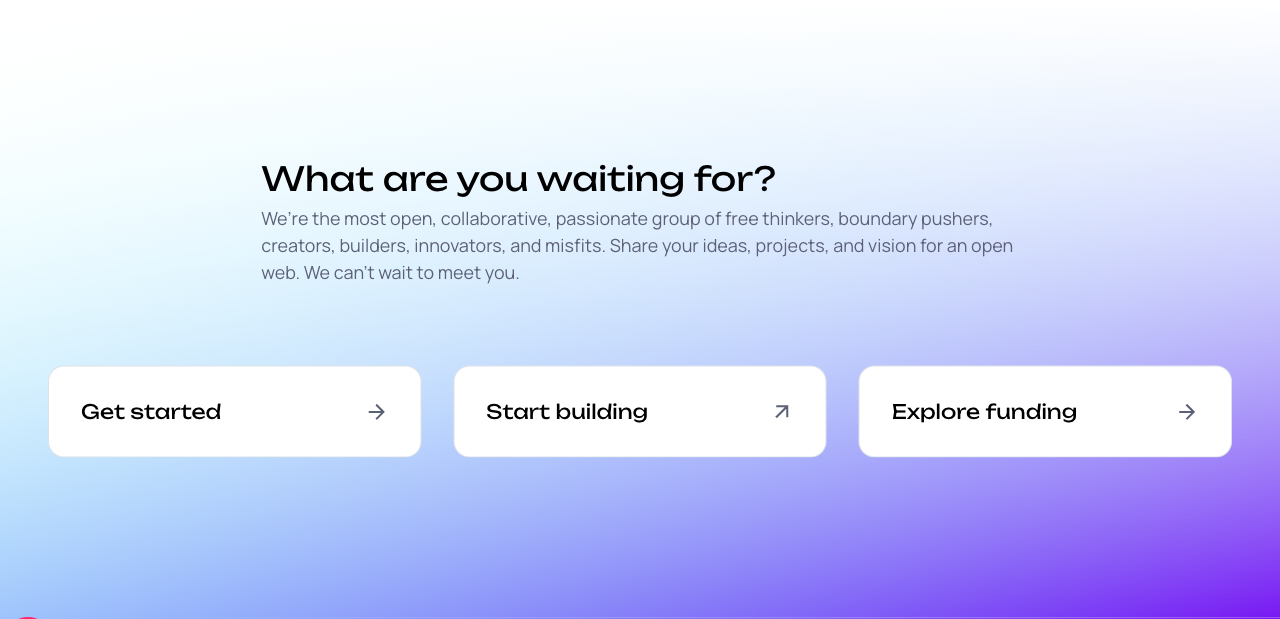 What are you waiting for?
We're the most open, collaborative, passionate group of free thinkers, boundary pushers,
creators, builders, innovators, and misfits. Share your ideas, projects, and vision for an open
web. We can't wait to meet you.
Get started
Start building
Explore funding